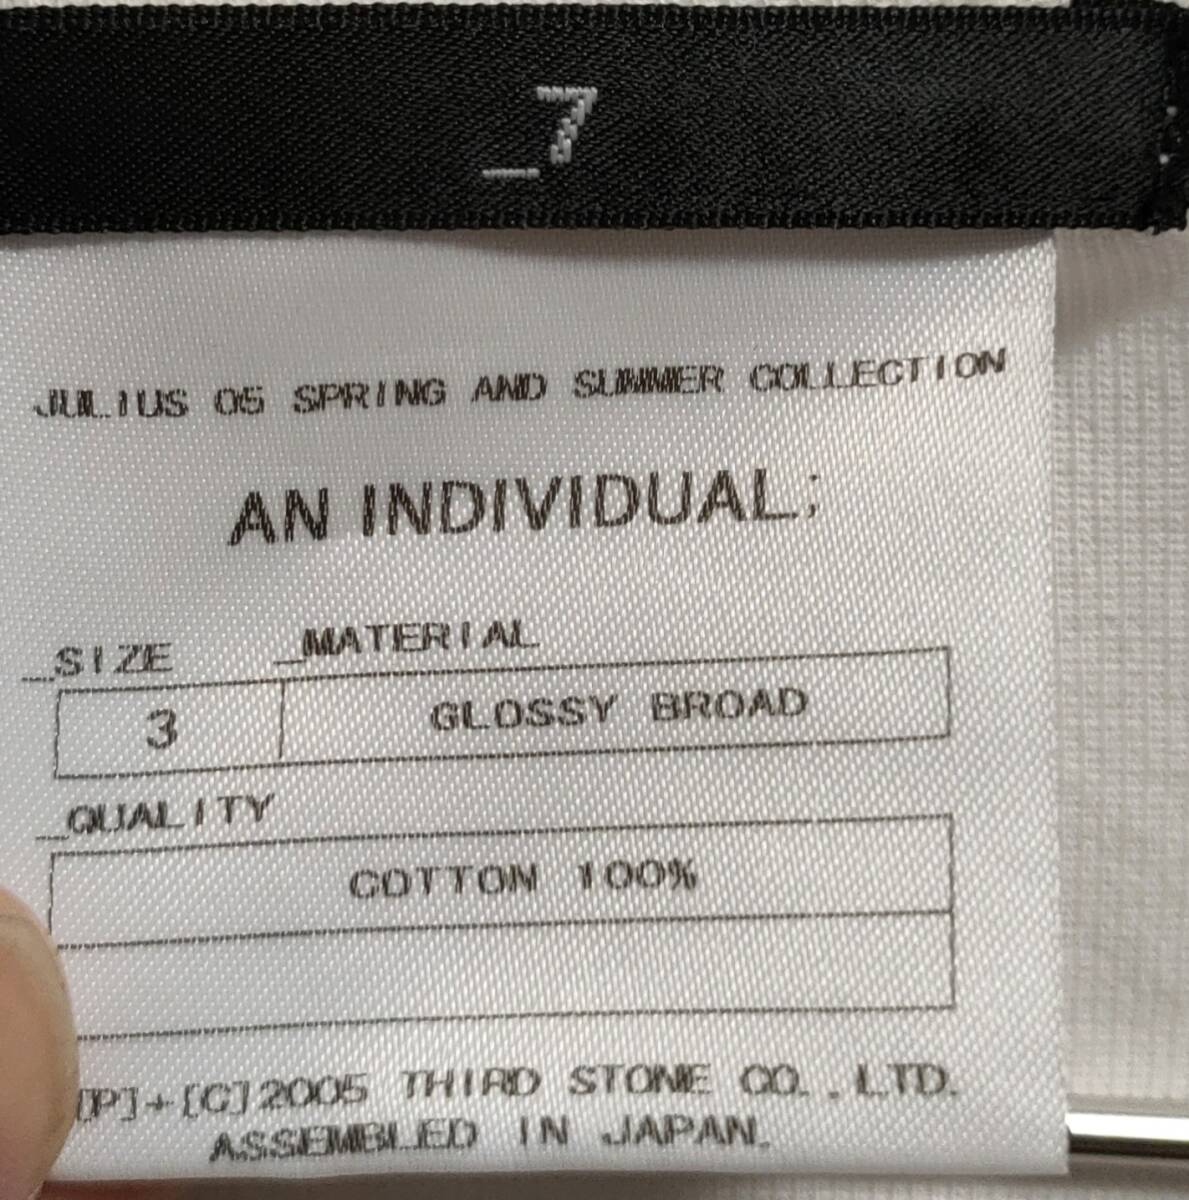 _7
JULIUS 05 SPRING AND SUMMER COLLECTION
AN INDIVIDUAL;
_SIZE _MATERIAL
3 GLOSSY BROAD
_QUALITY
COTTON 100%
[P]+[C]2005 THIRD STONE CO.,LTD.
ASSEMBLED IN JAPAN.